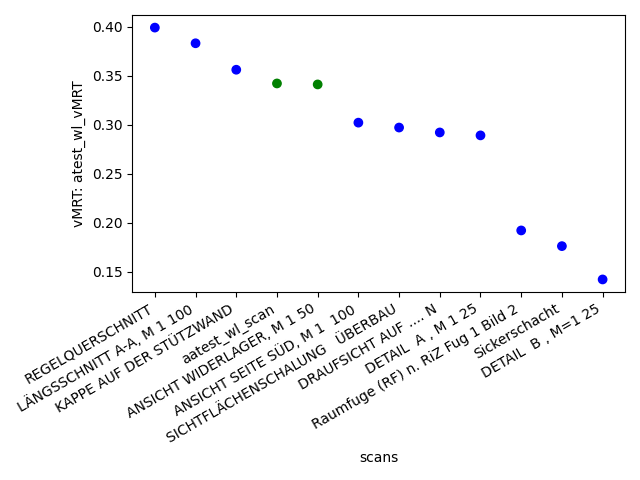 0.40
0.35
0.30
0.25
0.20
0.15
vMRT: atest_wl_vMRT
REGELQUERSCHNITT
LÄNGSSCHNITT A-A, M 1 100
KAPPE AUF DER STÜTZWAND
aatest_wl_scan
ANSICHT WIDERLAGER, M 1 50
ANSICHT SEITE SÜD, M 1  100
SICHTFLÄCHENSCHALUNG   ÜBERBAU
DRAUFSICHT AUF .... N
DETAIL  A , M 1 25
Raumfuge (RF) n. RiZ Fug 1 Bild 2
Sickerschacht
DETAIL  B , M=1 25
scans